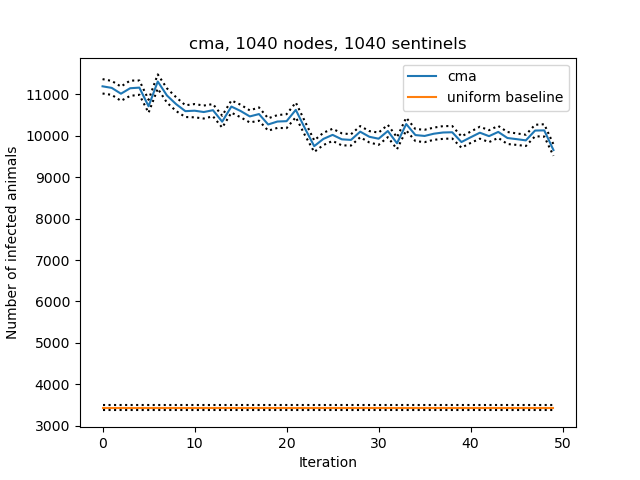 cma, 1040 nodes, 1040 sentinels
cma
uniform baseline
Number of infected animals
11000
10000
9000
8000
7000
6000
5000
4000
3000
0 10 20 30 40 50
Iteration